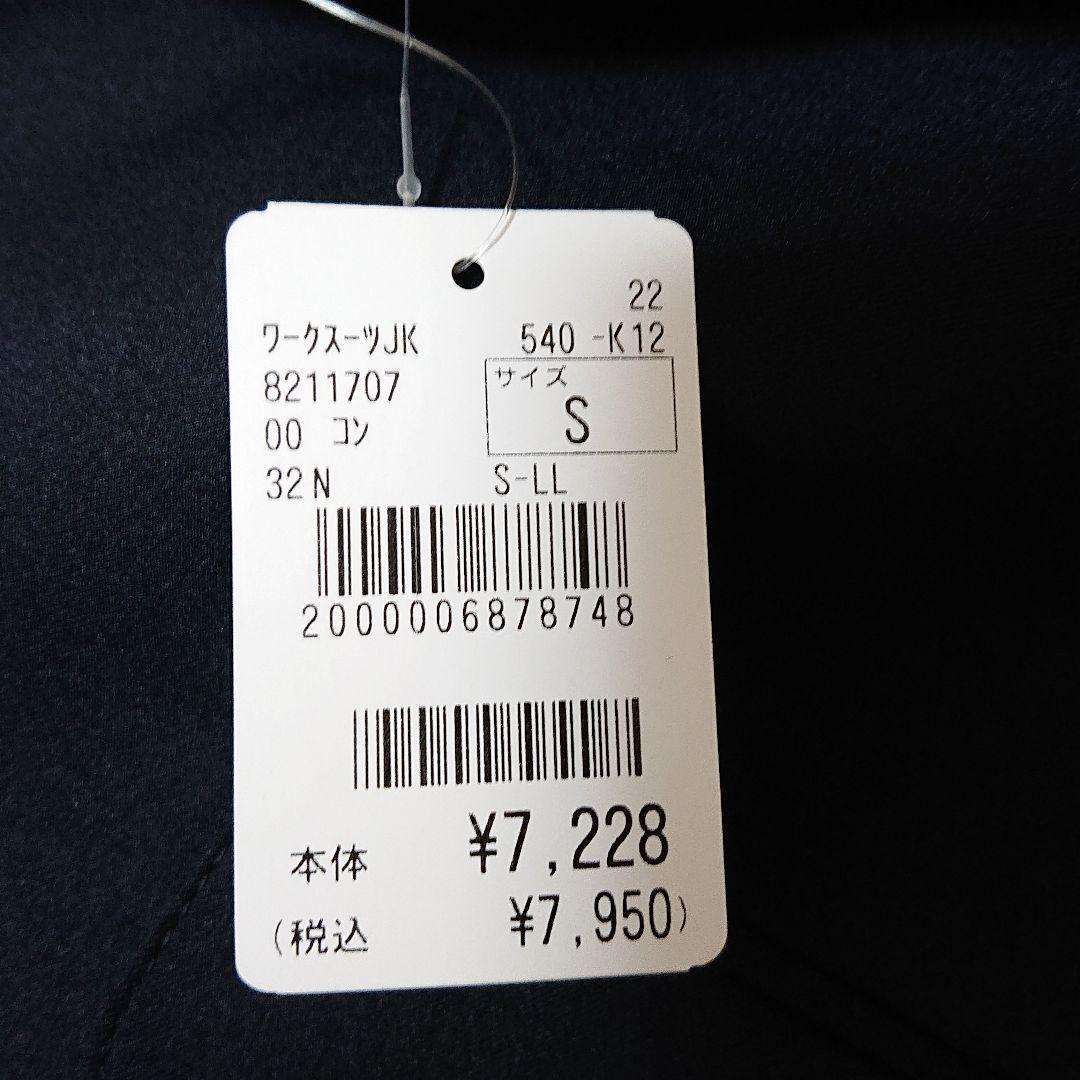 22
ﾜｰｸｽｰﾂJK 540 -K12
8211707
サイズ
S
00 ｺﾝ
32N S-LL
2000006878748
本体 ¥7,228
(税込 ¥7,950)